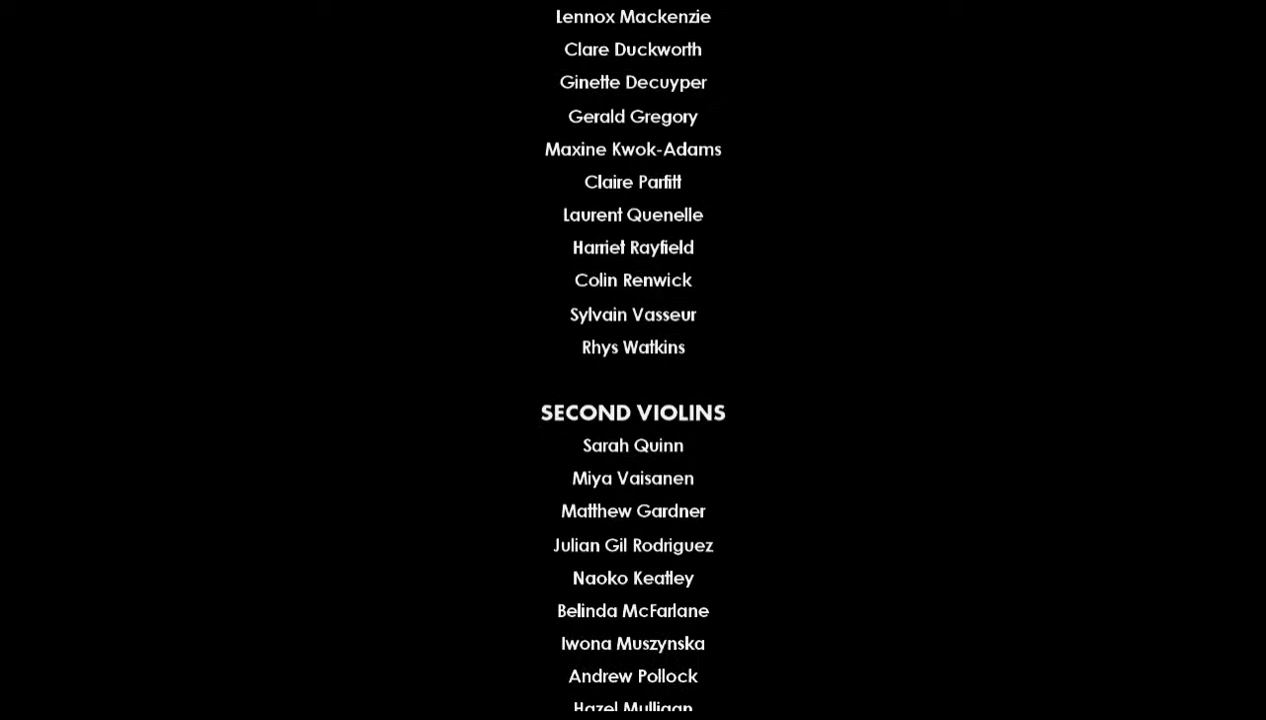 Lennox Mackenzie
Clare Duckworth
Ginette Decuyper
Gerald Gregory
Maxine Kwok-Adams
Claire Parfitt
Laurent Quenelle
Harriet Rayfield
Colin Renwick
Sylvain Vasseur
Rhys Watkins
SECOND VIOLINS
Sarah Quinn
Miya Vaisanen
Matthew Gardner
Julian Gil Rodriguez
Naoko Keatley
Belinda McFarlane
Iwona Muszynska
Andrew Pollock
Hazel Mulligan